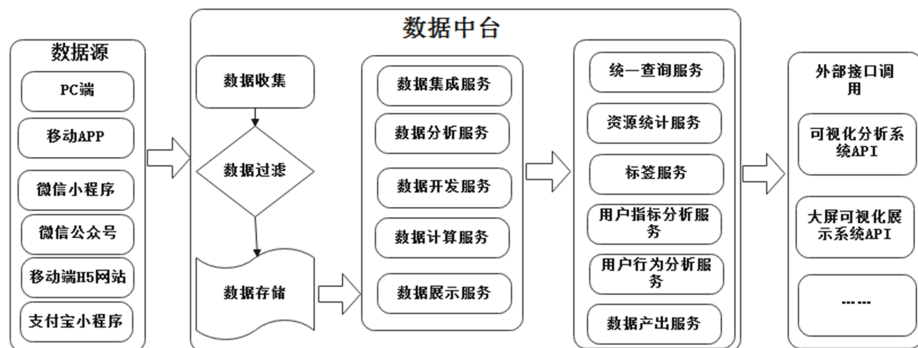 数据源
PC端
移动APP
微信小程序
微信公众号
移动端H5网站
支付宝小程序
数据中台
数据收集
数据过滤
数据存储
数据集成服务
数据分析服务
数据开发服务
数据计算服务
数据展示服务
统一查询服务
资源统计服务
标签服务
用户指标分析服
务
用户行为分析服
务
数据产出服务
外部接口调
用
可视化分析系
统API
大屏可视化展
示系统API
……